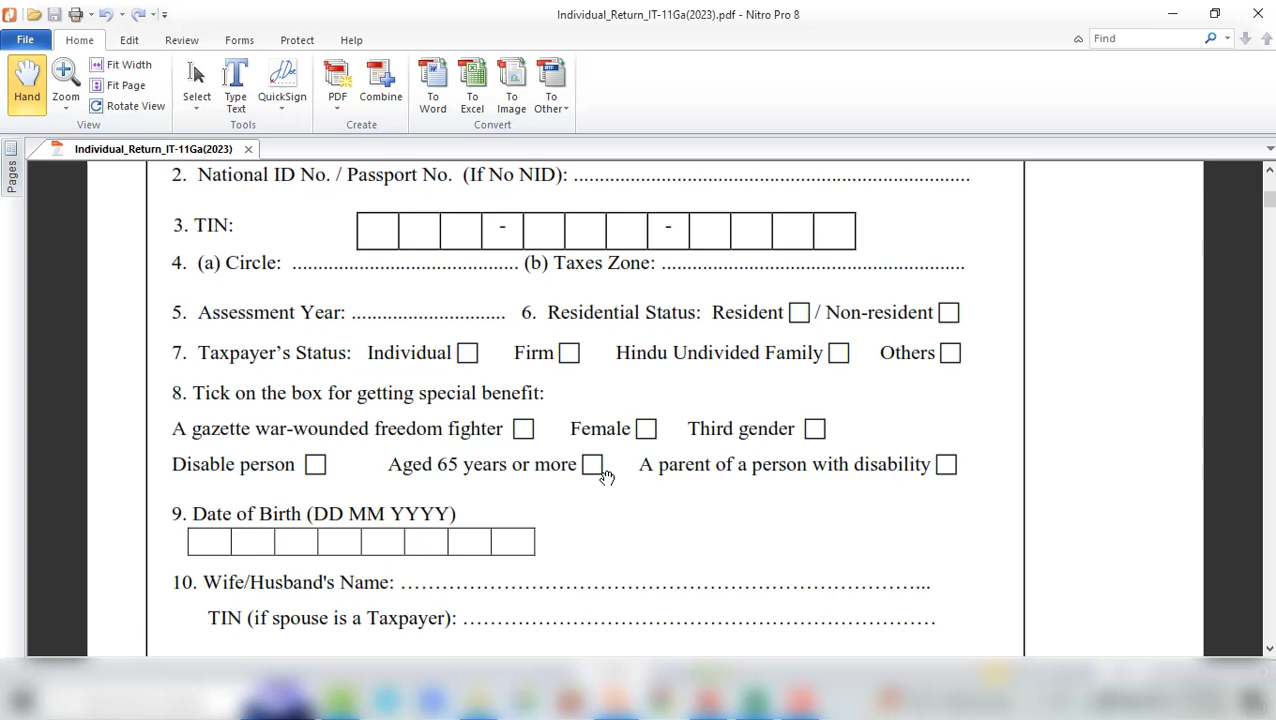 Individual_Return_IT-11Ga(2023).pdf - Nitro Pro 8
File Home Edit Review Forms Protect Help Find
Hand
Zoom
Fit Width
Fit Page
Rotate View
Select
Type Text
QuickSign
PDF
Combine
To Word
To Excel
To Image
To Other
View Tools Create Convert
Individual_Return_IT-11Ga(2023)
Pages
2. National ID No. / Passport No. (If No NID): ...........................................................................
3. TIN: - -
4. (a) Circle: ........................................... (b) Taxes Zone: .........................................................
5. Assessment Year: ............................. 6. Residential Status: Resident / Non-resident
7. Taxpayer’s Status: Individual Firm Hindu Undivided Family Others
8. Tick on the box for getting special benefit:
A gazette war-wounded freedom fighter Female Third gender
Disable person Aged 65 years or more A parent of a person with disability
9. Date of Birth (DD MM YYYY)
10. Wife/Husband's Name: ………………………………………………………………………...
TIN (if spouse is a Taxpayer): …………………………………………………………………